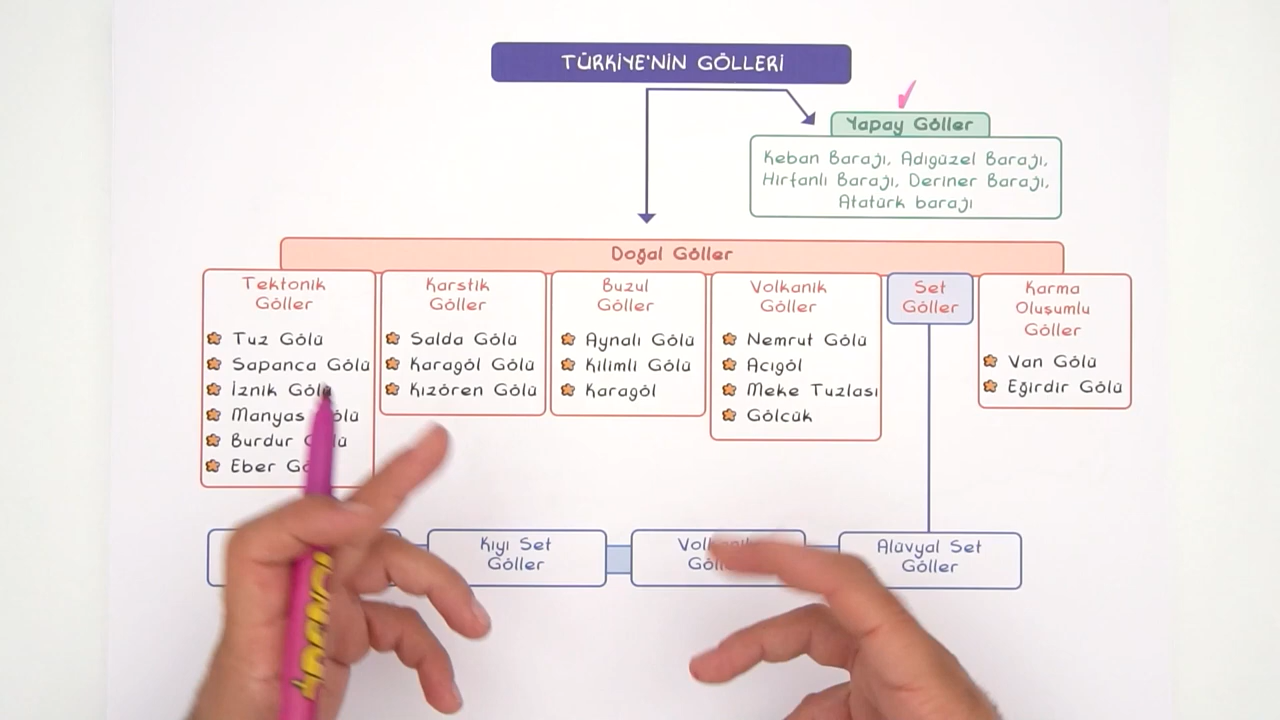 TÜRKİYE'NİN GÖLLERİ
Yapay Göller
Keban Barajı, Adıgüzel Barajı,
Hirfanlı Barajı, Deriner Barajı,
Atatürk barajı
Doğal Göller
Tektonik
Göller
Tuz Gölü
Sapanca Gölü
İznik Gölü
Manyas
Burdur
Eber
Karstik
Göller
Salda Gölü
Karagöl Gölü
Kızören Gölü
Buzul
Göller
Aynalı Gölü
Kilimli Gölü
Karagöl
Volkanik
Göller
Nemrut Gölü
Acıgöl
Meke Tuzlası
Gölcük
Set
Göller
Karma
Oluşumlu
Göller
Van Gölü
Eğirdir Gölü
Kıyı Set
Göller
Alüvyal Set
Göller